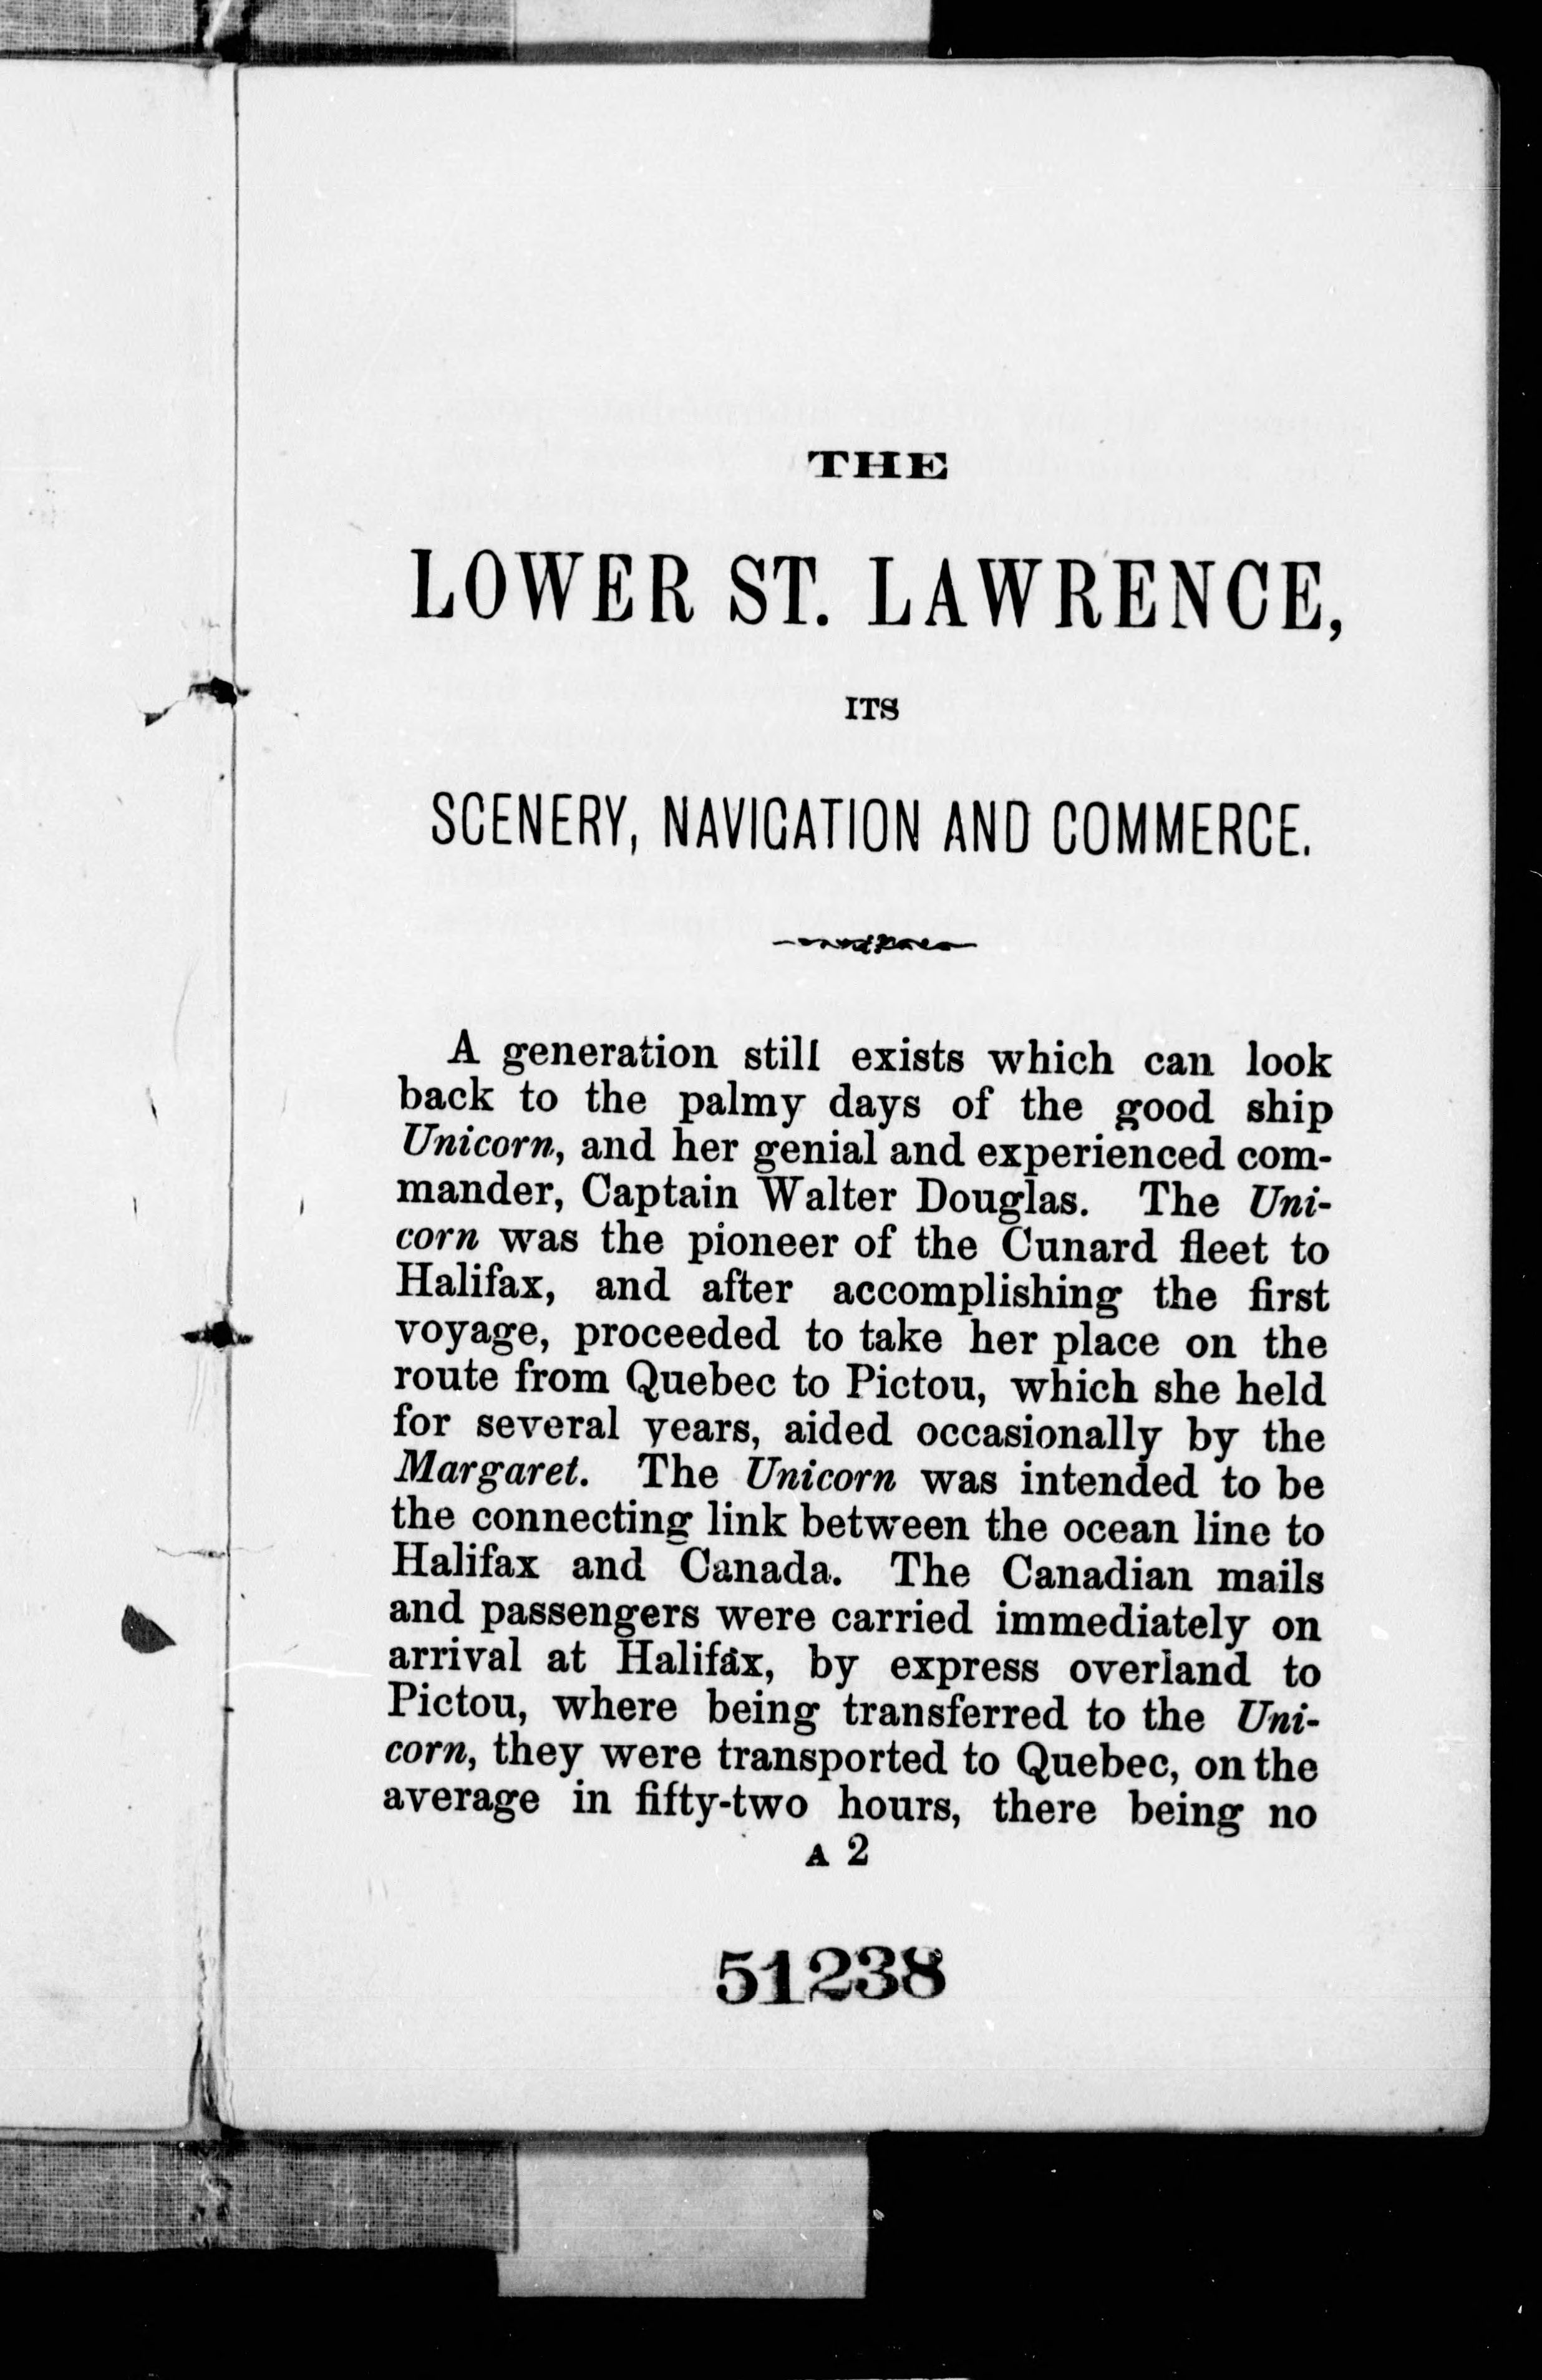 THE
LOWER ST. LAWRENCE,
ITS
SCENERY, NAVIGATION AND COMMERCE.
A generation still exists which can look
back to the palmy days of the good ship
Unicorn, and her genial and experienced com-
mander, Captain Walter Douglas. The Uni-
corn was the pioneer of the Cunard fleet to
Halifax, and after accomplishing the first
voyage, proceeded to take her place on the
route from Quebec to Pictou, which she held
for several years, aided occasionally by the
Margaret. The Unicorn was intended to be
the connecting link between the ocean line to
Halifax and Canada. The Canadian mails
and passengers were carried immediately on
arrival at Halifax, by express overland to
Pictou, where being transferred to the Uni-
corn, they were transported to Quebec, on the
average in fifty-two hours, there being no
A 2
51238